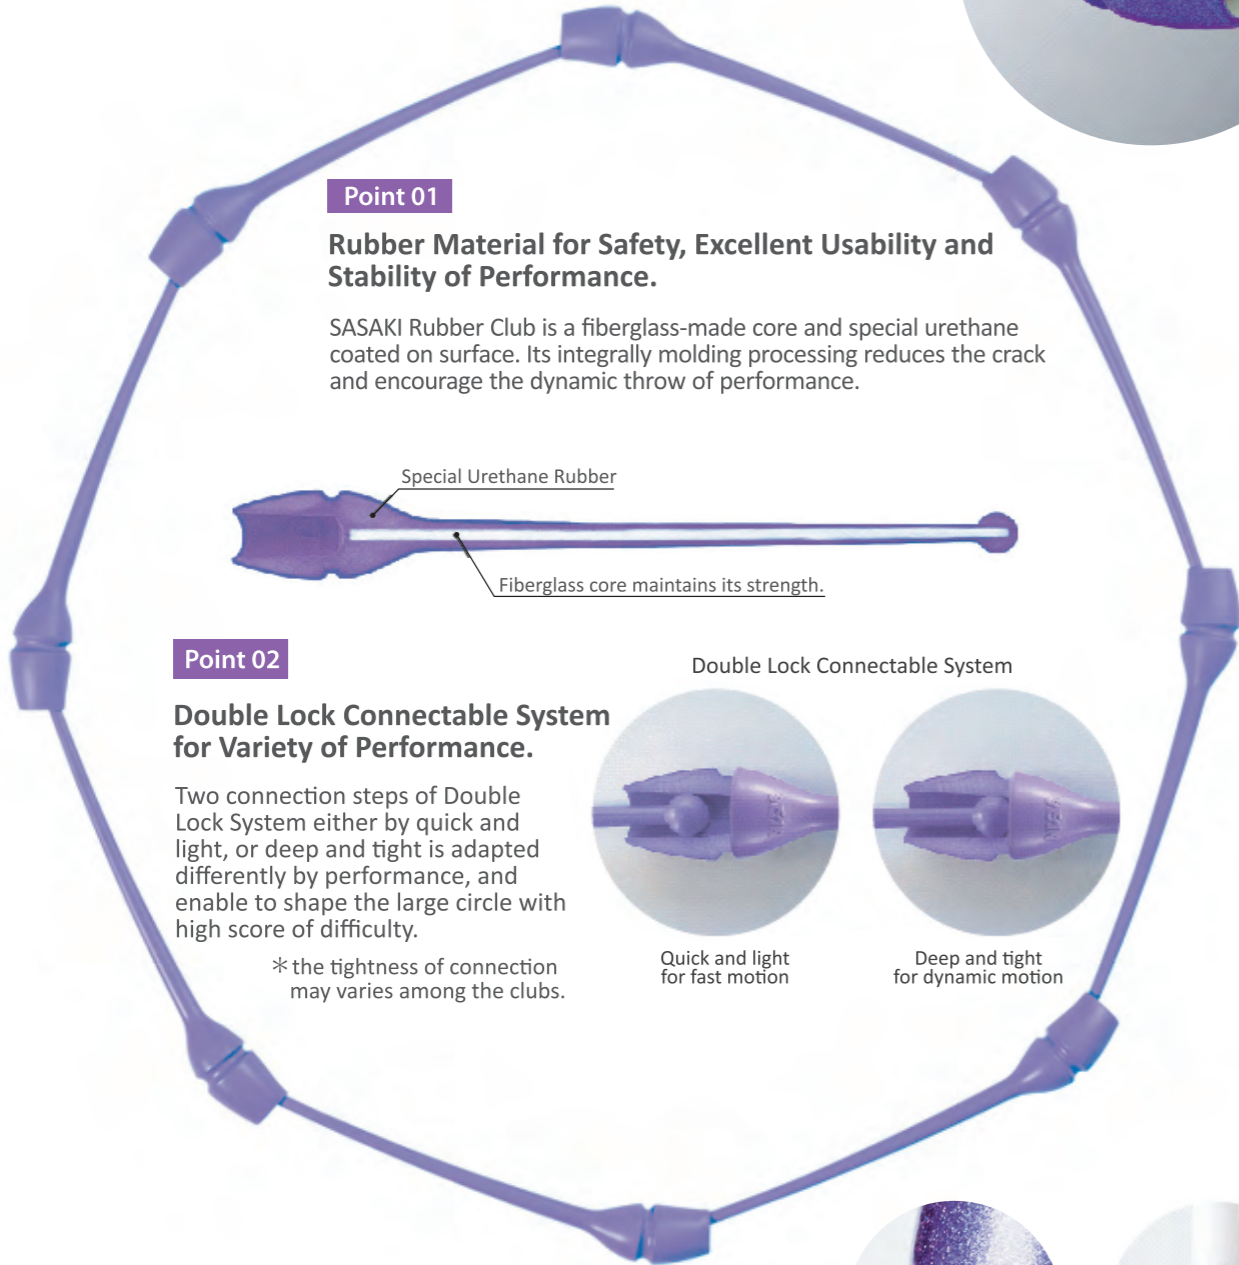 Point 01
Rubber Material for Safety, Excellent Usability and
Stability of Performance.
SASAKI Rubber Club is a fiberglass-made core and special urethane
coated on surface. Its integrally molding processing reduces the crack
and encourage the dynamic throw of performance.
Special Urethane Rubber
Fiberglass core maintains its strength.
Point 02
Double Lock Connectable System
for Variety of Performance.
Two connection steps of Double
Lock System either by quick and
light, or deep and tight is adapted
differently by performance, and
enable to shape the large circle with
high score of difficulty.
＊the tightness of connection
may varies among the clubs.
Double Lock Connectable System
Quick and light
for fast motion
Deep and tight
for dynamic motion